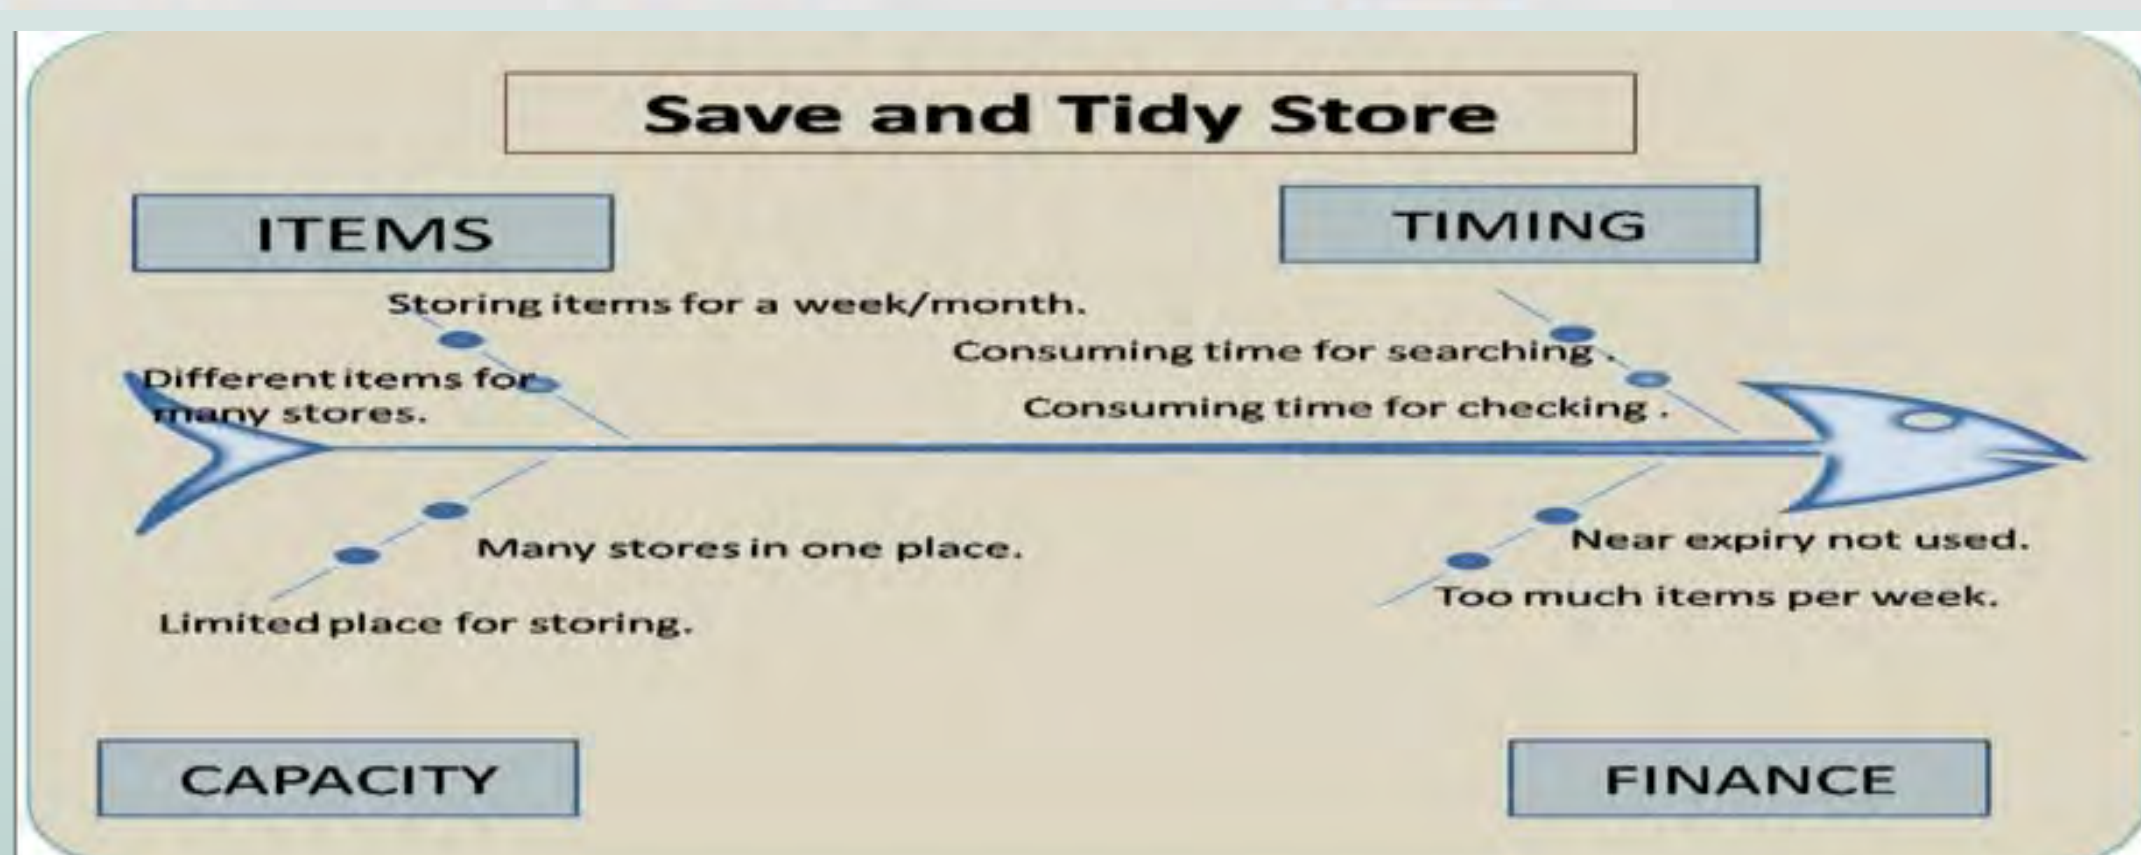 Save and Tidy Store
ITEMS
TIMING
Storing items for a week/month.
Consuming time for searching .
Different items for
many stores.
Consuming time for checking .
Many stores in one place.
Near expiry not used.
Too much items per week.
Limited place for storing.
CAPACITY
FINANCE